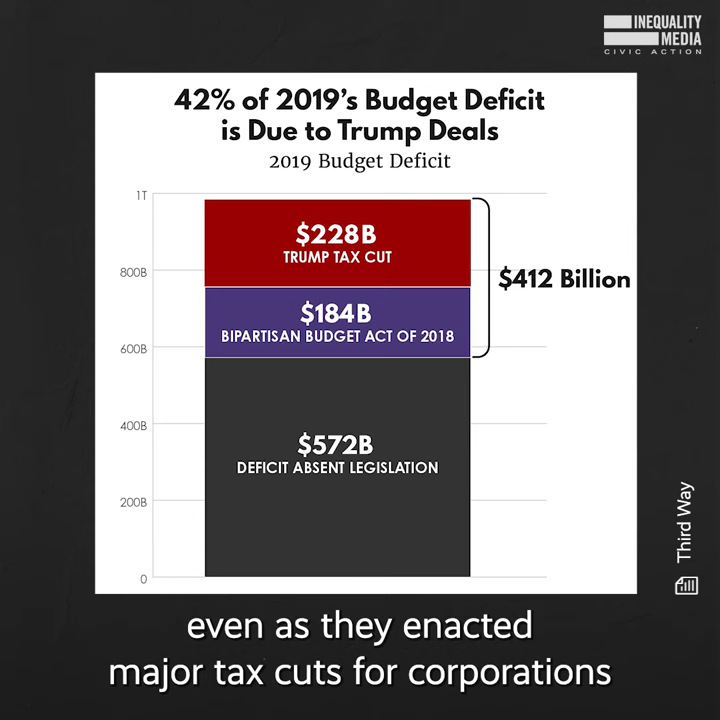 INEQUALITY
MEDIA
CIVIC ACTION
42% of 2019's Budget Deficit
is Due to Trump Deals
2019 Budget Deficit
1T
800B
600B
400B
200B
0
$228B
TRUMP TAX CUT
$184B
BIPARTISAN BUDGET ACT OF 2018
$572B
DEFICIT ABSENT LEGISLATION
$412 Billion
Third Way
even as they enacted
major tax cuts for corporations